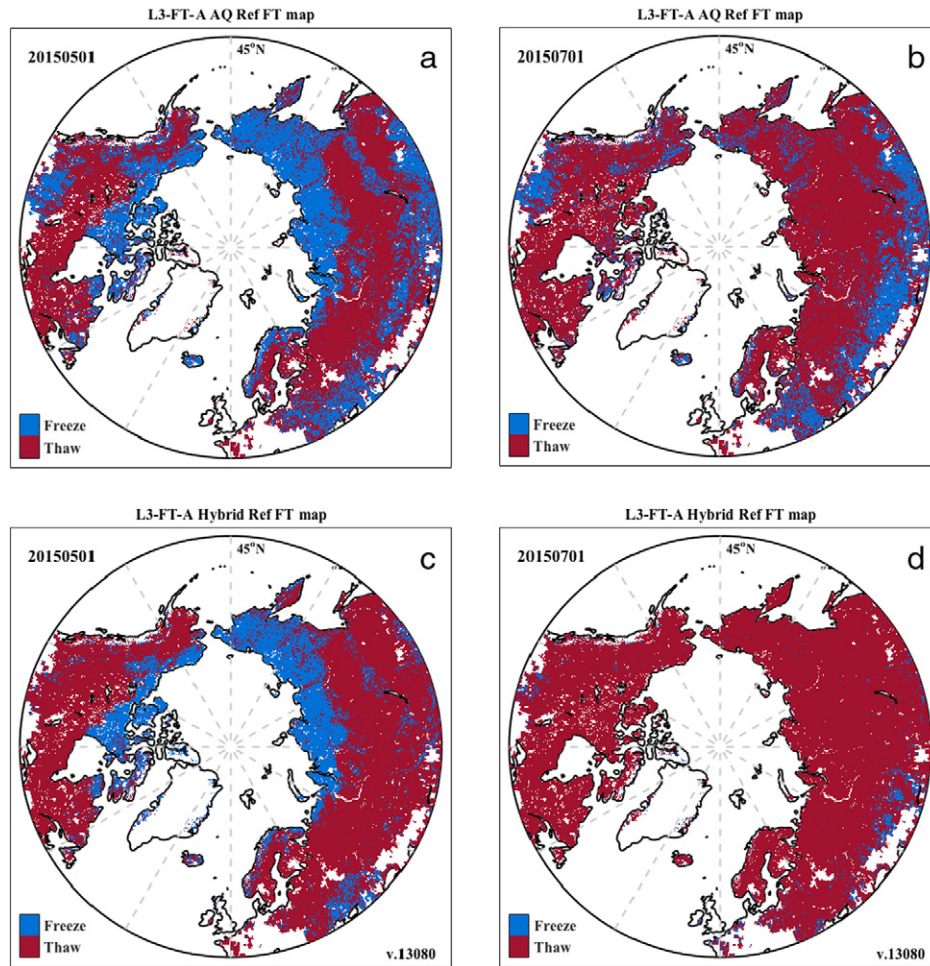 L3-FT-A AQ Ref FT map
20150501
45°N
a
Freeze
Thaw
L3-FT-A AQ Ref FT map
20150701
45°N
b
Freeze
Thaw
L3-FT-A Hybrid Ref FT map
20150501
45°N
c
Freeze
Thaw
v.13080
L3-FT-A Hybrid Ref FT map
20150701
45°N
d
Freeze
Thaw
v.13080